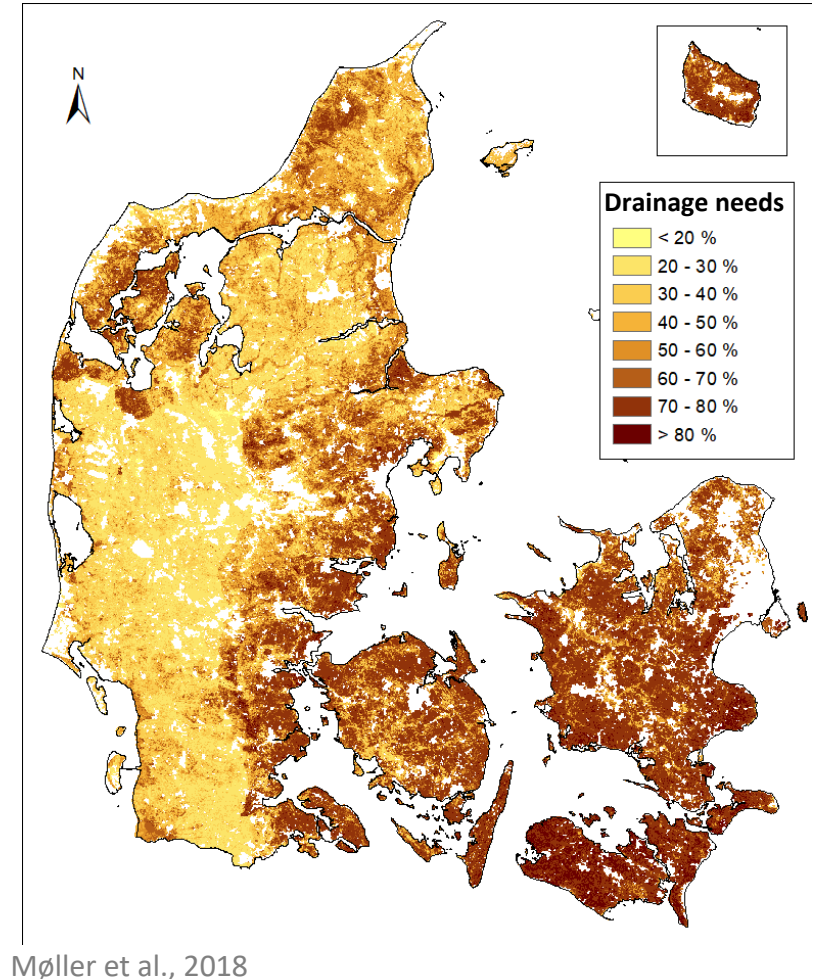 N
Drainage needs
< 20 %
20 - 30 %
30 - 40 %
40 - 50 %
50 - 60 %
60 - 70 %
70 - 80 %
> 80 %
Møller et al., 2018